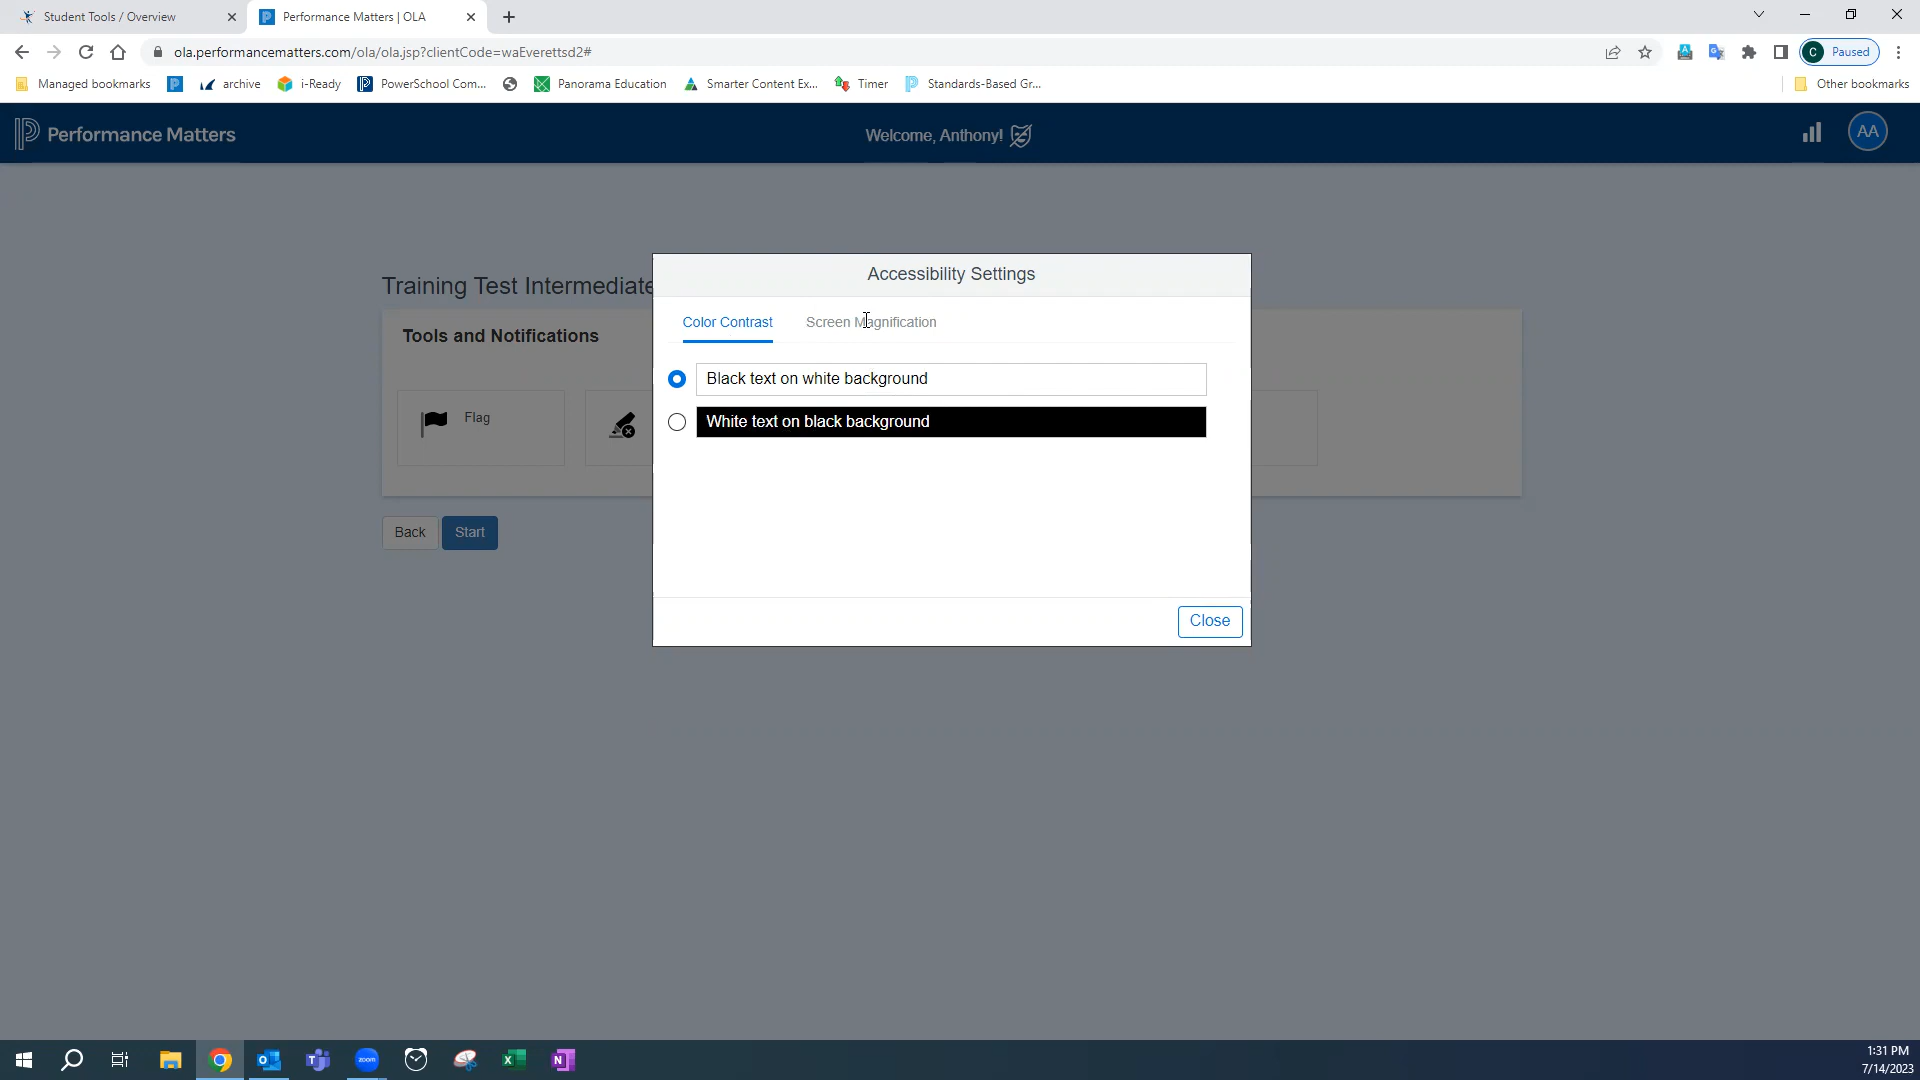 Student Tools / Overview
Performance Matters | OLA
ola.performancematters.com/ola/ola.jsp?clientCode=waEverettsd2#
C Paused
Managed bookmarks
archive
i-Ready
PowerSchool Com...
Panorama Education
Smarter Content Ex...
Timer
Standards-Based Gr...
Other bookmarks
Performance Matters
Welcome, Anthony!
AA
Training Test Intermediate
Tools and Notifications
Flag
Back
Start
Accessibility Settings
Color Contrast
Screen Magnification
Black text on white background
White text on black background
Close
zoom
1:31 PM
7/14/2023